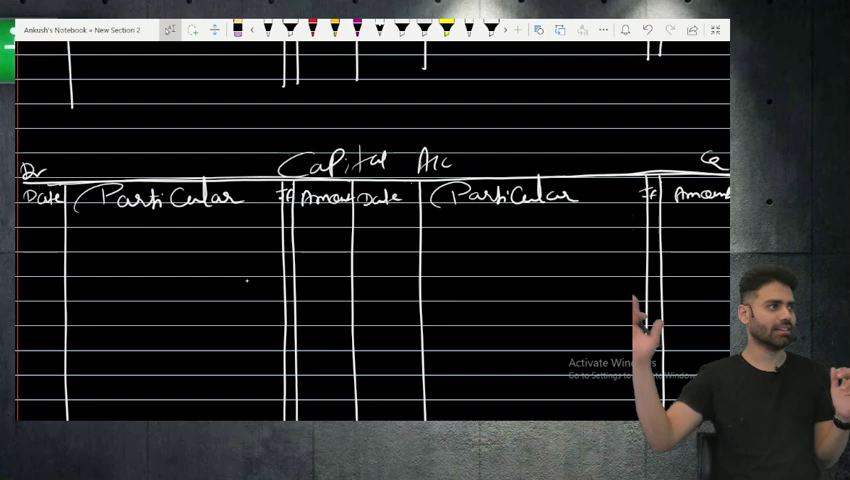 Ankush's Notebook » New Section 2
Capital A/c
Dr Cr
Date Particular JF Amount Date Particular JF Amount
Activate Windows
Go to Settings to activate Windows.